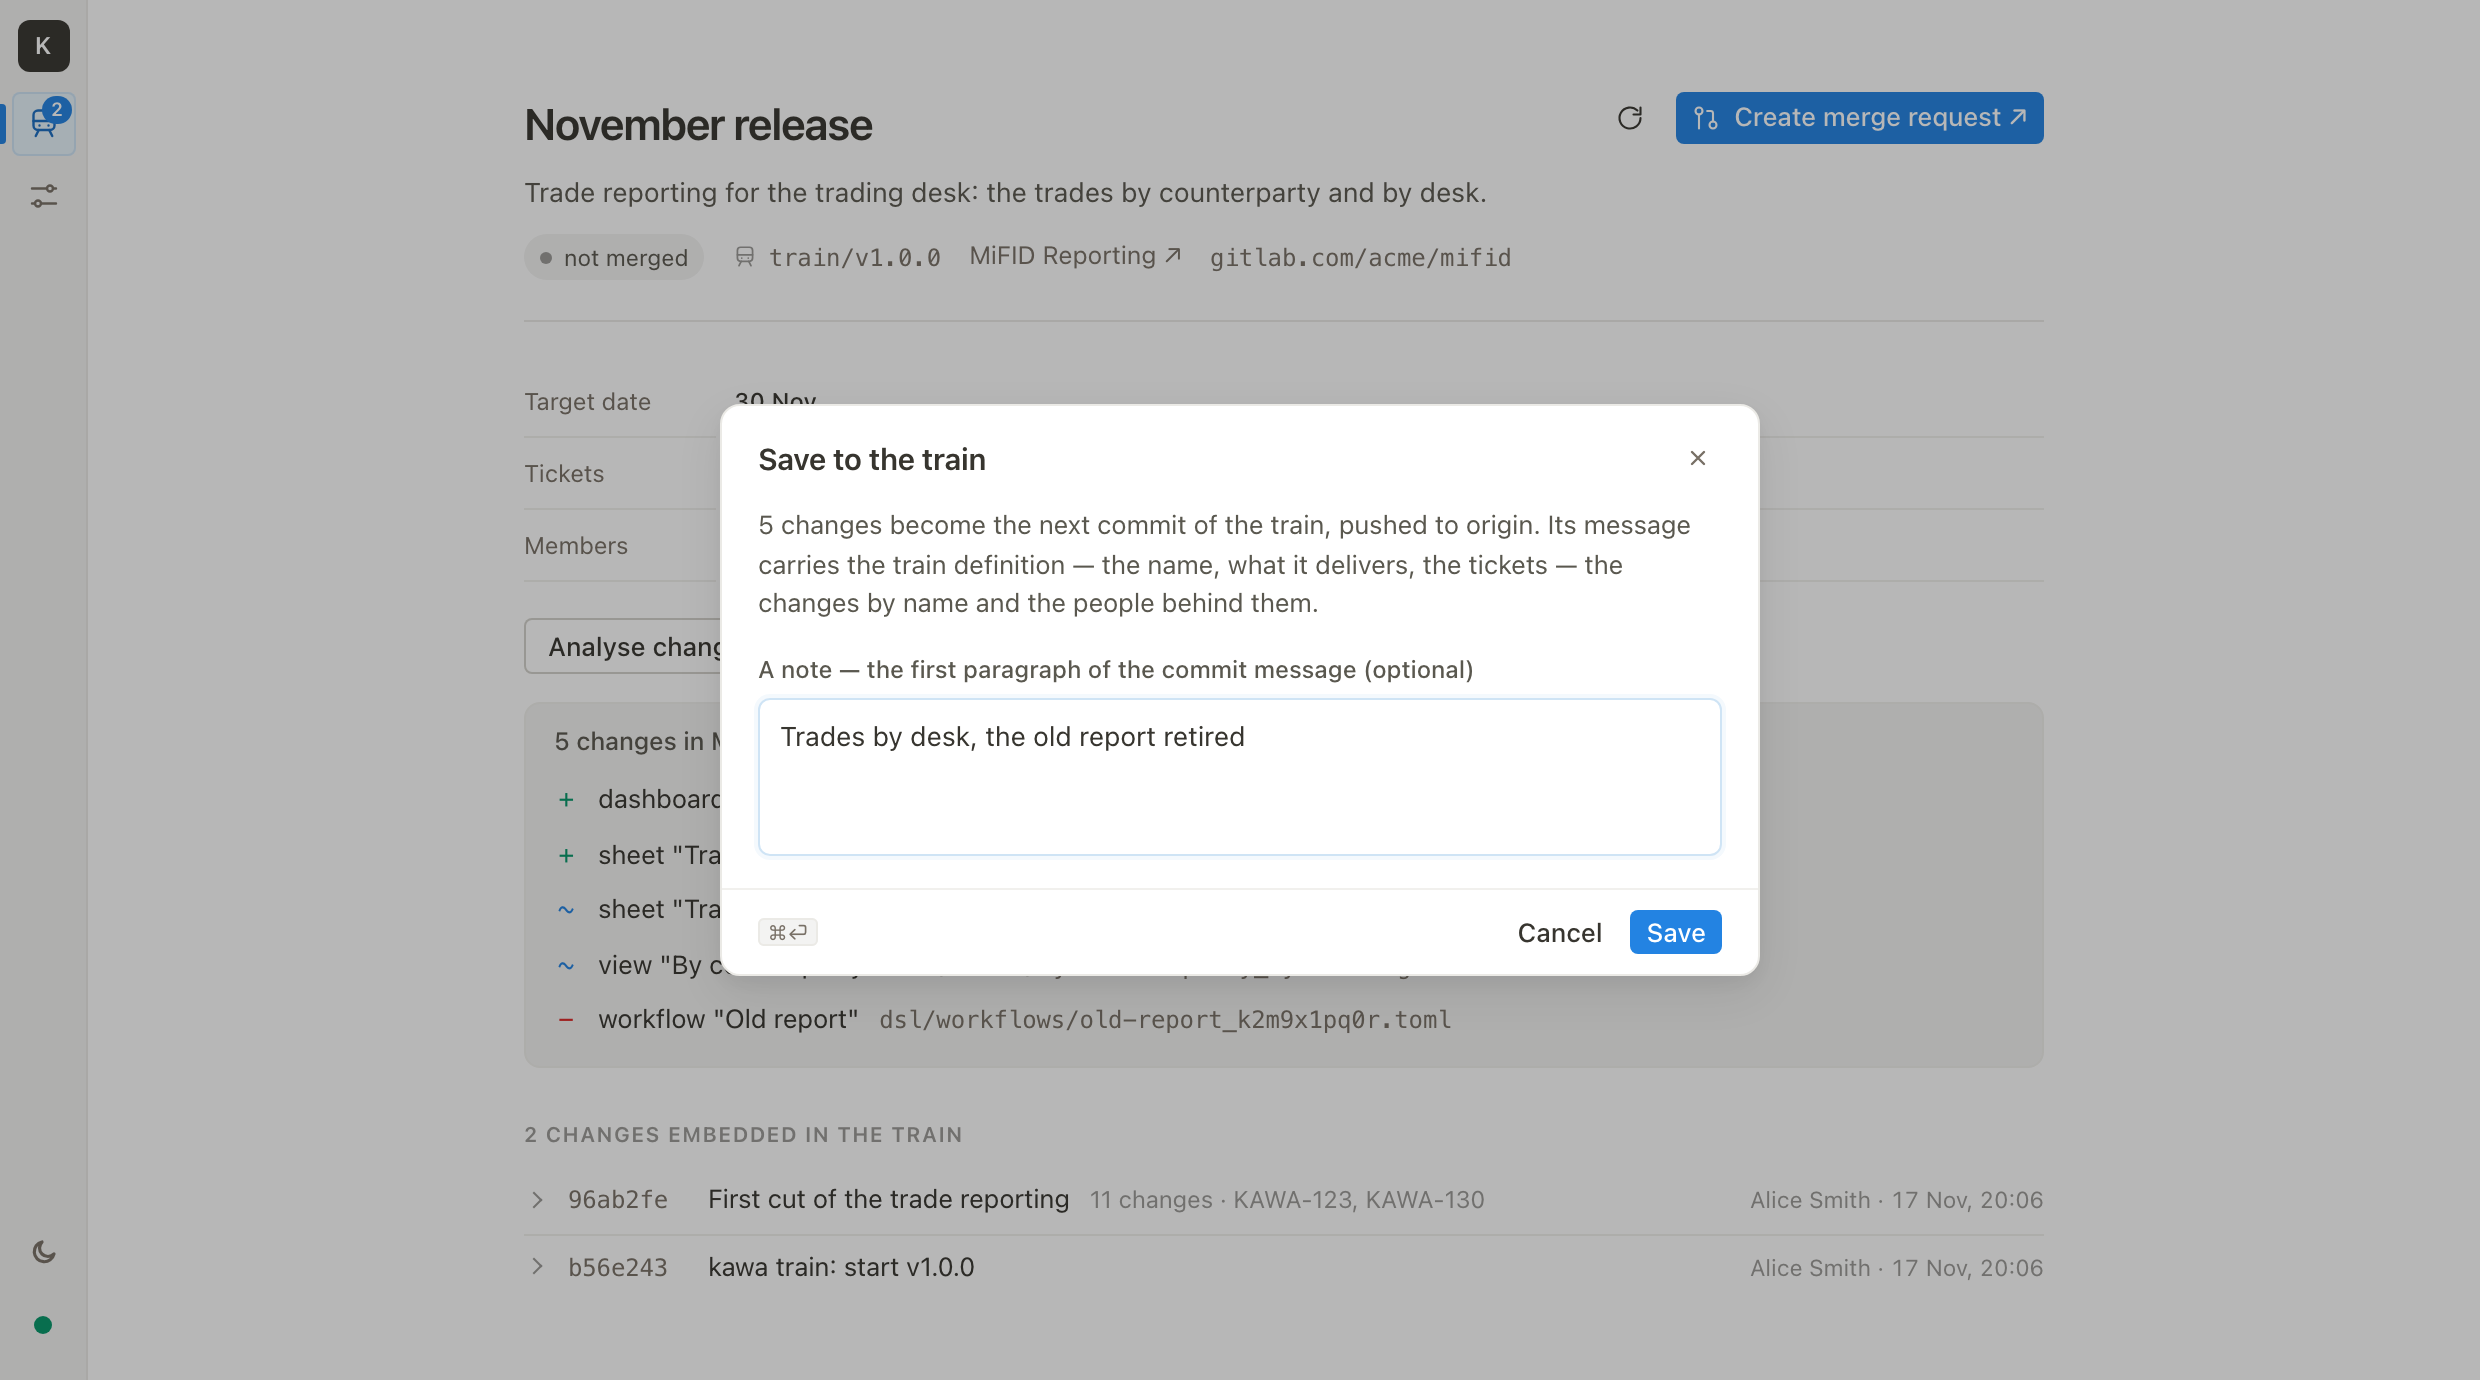 K
2
November release
Create merge request
Trade reporting for the trading desk: the trades by counterparty and by desk.
not merged train/v1.0.0 MiFID Reporting gitlab.com/acme/mifid
Target date
30 Nov
Tickets
Members
Analyse
5 changes in
+ dashboard
+ sheet "Tra
~ sheet "Tra
~ view "By
− workflow "Old report" dsl/workflows/old-report_k2m9x1pq0r.toml
Save to the train
5 changes become the next commit of the train, pushed to origin. Its message
carries the train definition — the name, what it delivers, the tickets — the
changes by name and the people behind them.
A note — the first paragraph of the commit message (optional)
Trades by desk, the old report retired
⌘↩
Cancel
Save
2 CHANGES EMBEDDED IN THE TRAIN
96ab2fe First cut of the trade reporting 11 changes · KAWA-123, KAWA-130 Alice Smith · 17 Nov, 20:06
b56e243 kawa train: start v1.0.0 Alice Smith · 17 Nov, 20:06